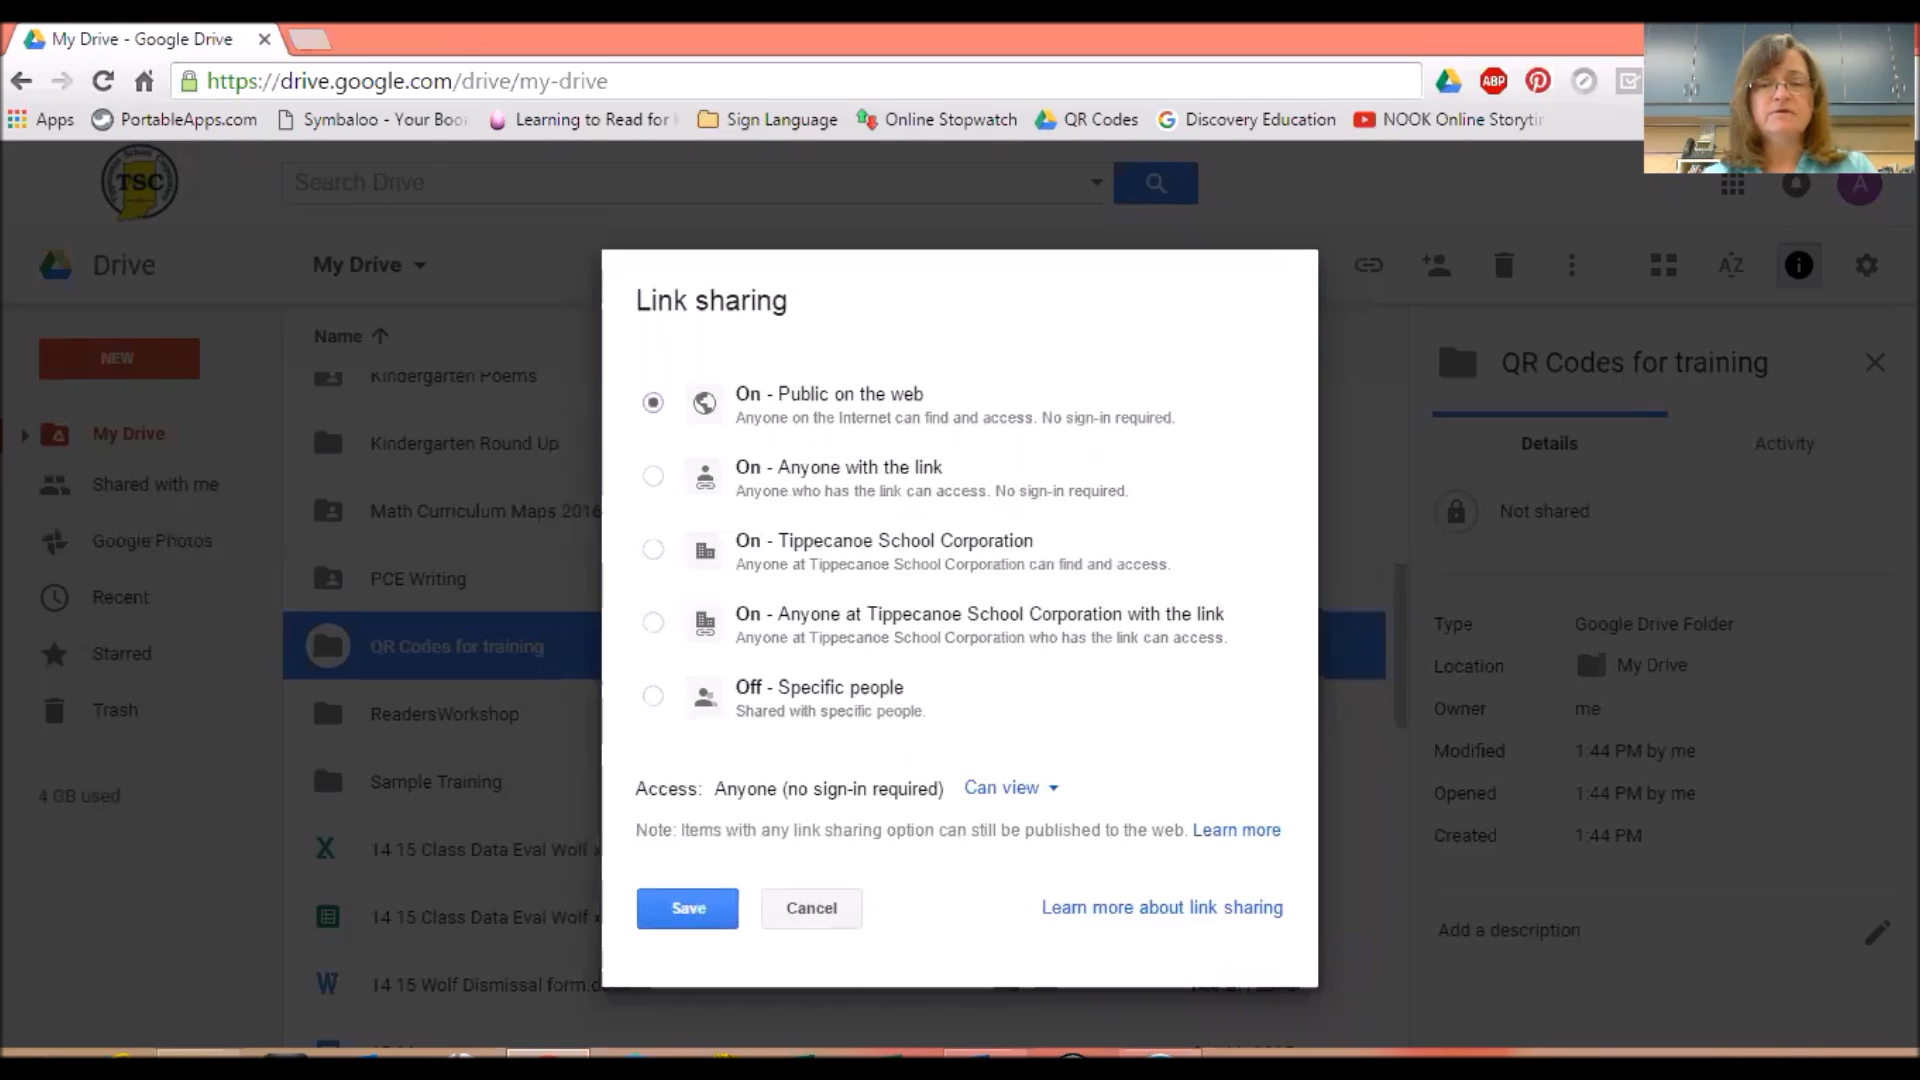 My Drive - Google Drive
https://drive.google.com/drive/my-drive
ABP
Apps
PortableApps.com
Symbaloo - Your Boo
Learning to Read for
Sign Language
Online Stopwatch
QR Codes
Discovery Education
NOOK Online Storyti
TSC
Search Drive
A
Drive
My Drive
AZ
NEW
Name
Kindergarten Poems
My Drive
Kindergarten Round Up
Shared with me
Math Curriculum Maps 2016
Google Photos
PCE Writing
Recent
QR Codes for training
Starred
ReadersWorkshop
Trash
Sample Training
4 GB used
14 15 Class Data Eval Wolf x
14 15 Class Data Eval Wolf x
14 15 Wolf Dismissal form.
Link sharing
On - Public on the web
Anyone on the Internet can find and access. No sign-in required.
On - Anyone with the link
Anyone who has the link can access. No sign-in required.
On - Tippecanoe School Corporation
Anyone at Tippecanoe School Corporation can find and access.
On - Anyone at Tippecanoe School Corporation with the link
Anyone at Tippecanoe School Corporation who has the link can access.
Off - Specific people
Shared with specific people.
Access: Anyone (no sign-in required) Can view
Note: Items with any link sharing option can still be published to the web. Learn more
Save
Cancel
Learn more about link sharing
QR Codes for training
Details
Activity
Not shared
Type Google Drive Folder
Location My Drive
Owner me
Modified 1:44 PM by me
Opened 1:44 PM by me
Created 1:44 PM
Add a description